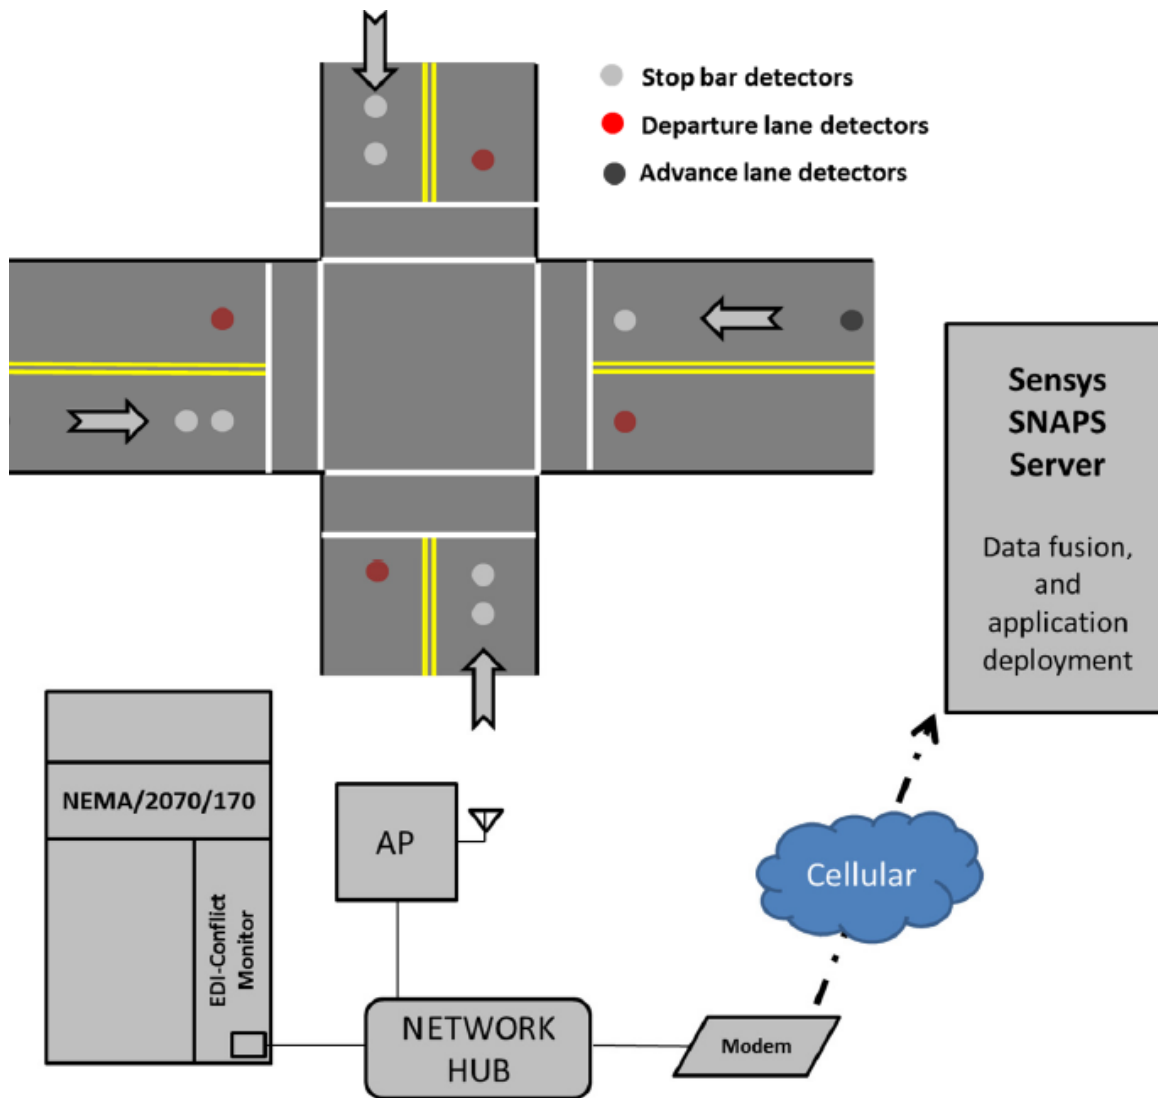 Stop bar detectors
Departure lane detectors
Advance lane detectors
Sensys
SNAPS
Server
Data fusion,
and
application
deployment
NEMA/2070/170
AP
EDI-Conflict
Monitor
Cellular
NETWORK
HUB
Modem